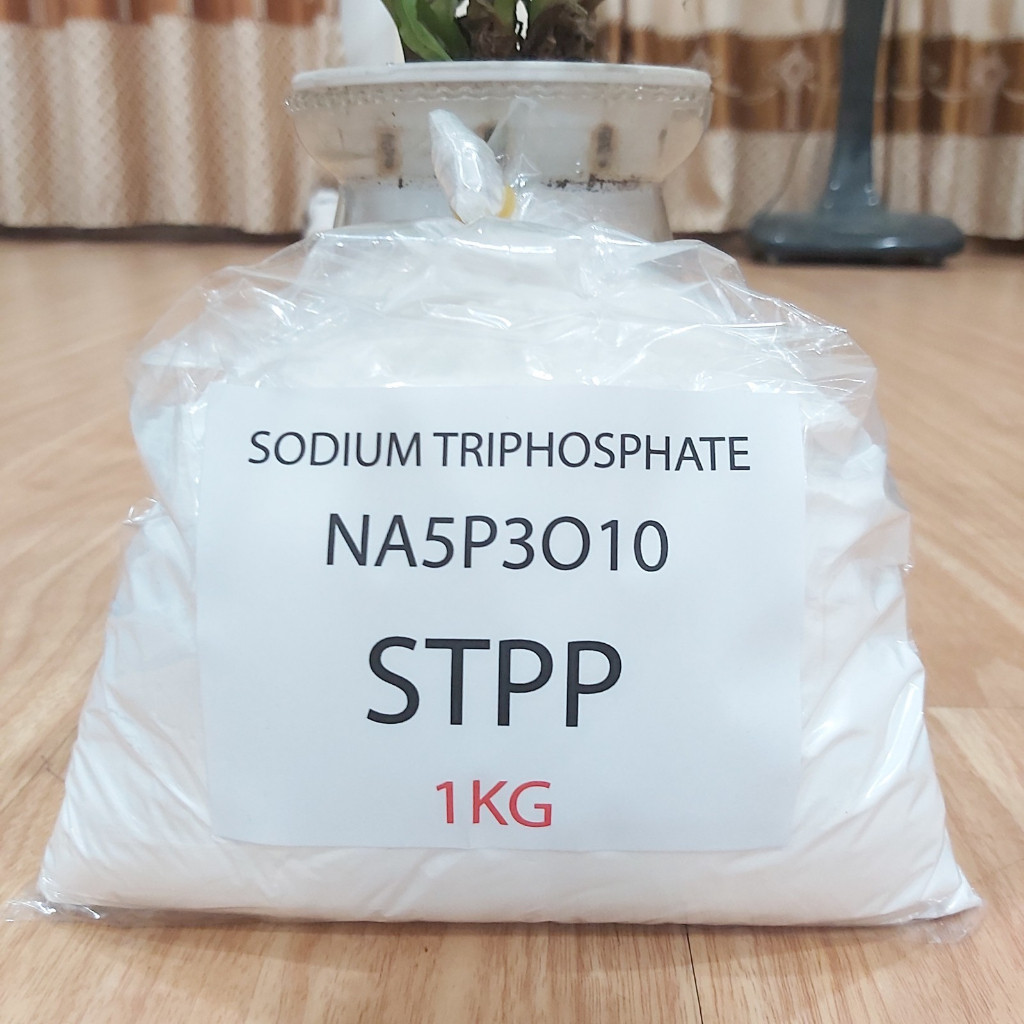 SODIUM TRIPHOSPHATE
NA5P3O10
STPP
1KG